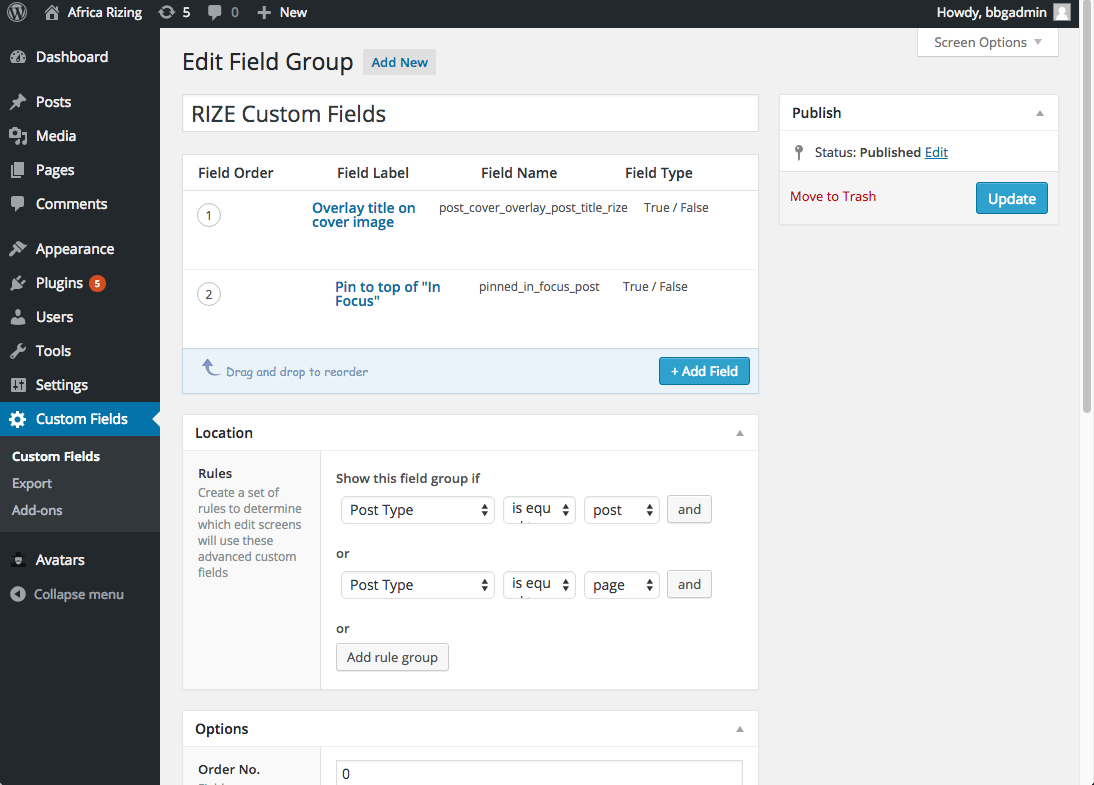 Africa Rizing 5 0 New Howdy, bbgadmin
Screen Options
Dashboard
Posts
Media
Pages
Comments
Appearance
Plugins 5
Users
Tools
Settings
Custom Fields
Custom Fields
Export
Add-ons
Avatars
Collapse menu
Edit Field Group Add New
RIZE Custom Fields
Field Order Field Label Field Name Field Type
1 Overlay title on post_cover_overlay_post_title_rize True / False
cover image
2 Pin to top of "In pinned_in_focus_post True / False
Focus"
Drag and drop to reorder + Add Field
Location
Rules
Create a set of
rules to determine
which edit screens
will use these
advanced custom
fields
Show this field group if
Post Type is equ post and
or
Post Type is equ page and
or
Add rule group
Options
Order No.
0
Publish
Status: Published Edit
Move to Trash Update